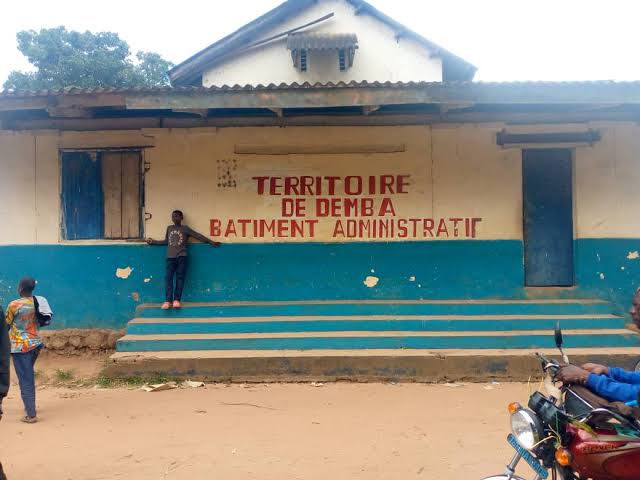 TERRITOIRE
DE DEMBA
BATIMENT ADMINISTRATIF